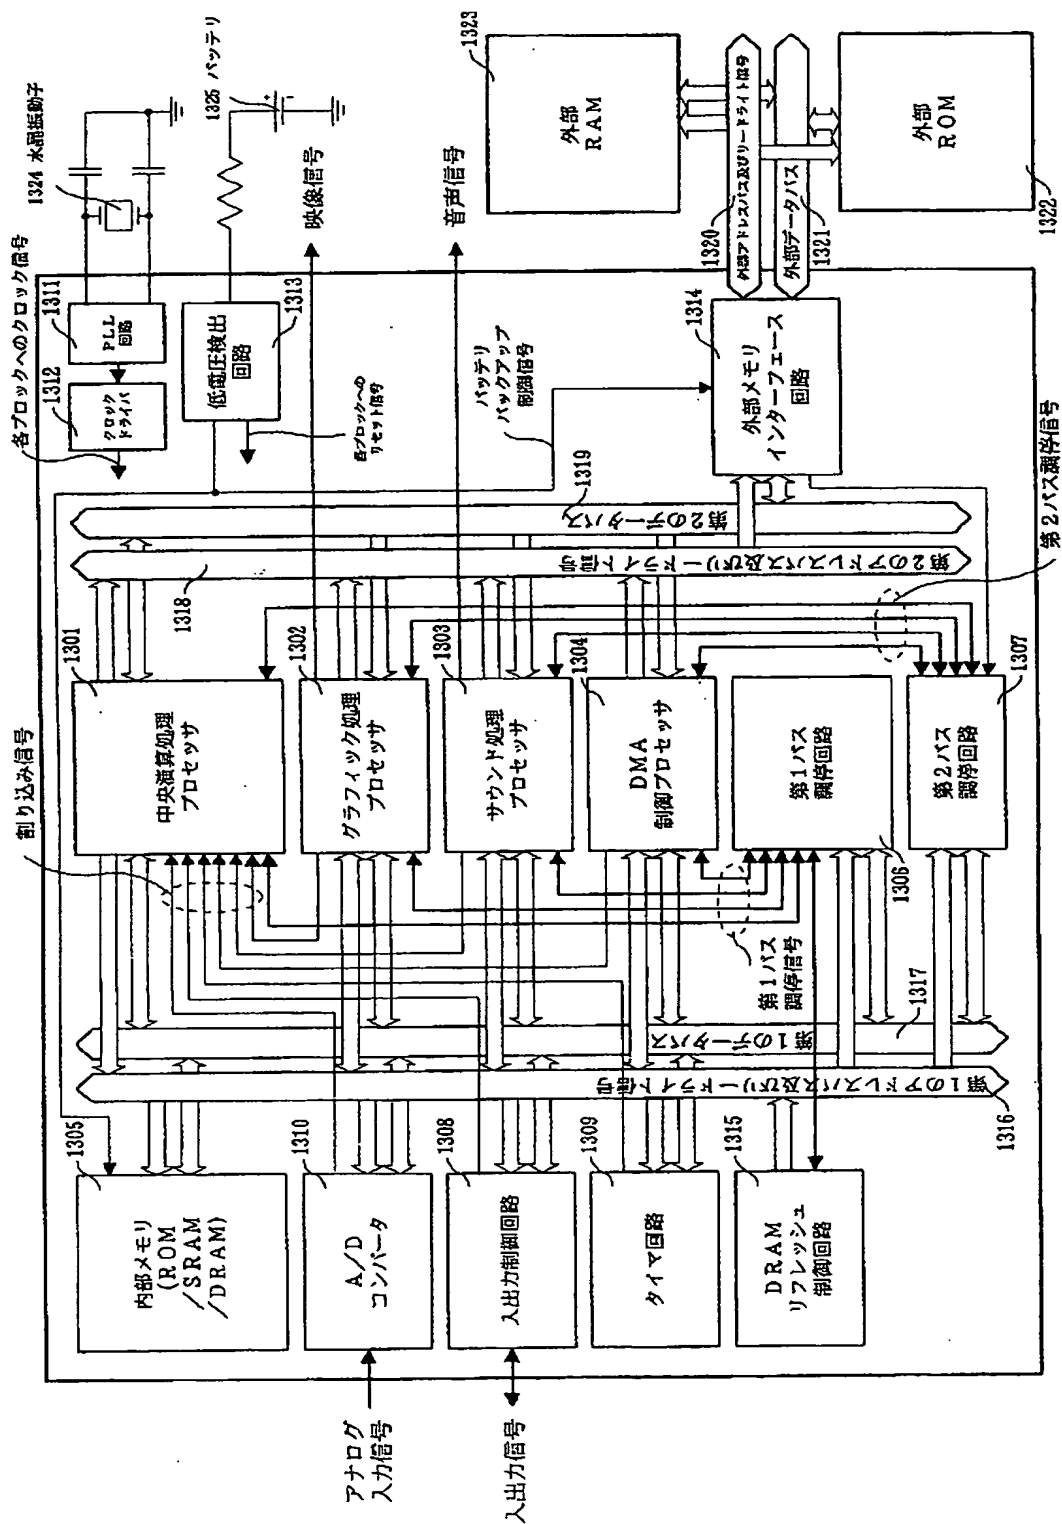 1305
内部メモリ
(ROM
/SRAM
/DRAM)
1310
A/D
コンバータ
アナログ
入力信号
1308
入出力制御回路
入出力信号
1309
タイマ回路
1315
DRAM
リフレッシュ
制御回路
1316
第1のアドレスバス及びリードライト信号
第1のデータバス
1317
割り込み信号
第1バス
調停信号
1301
中央演算処理
プロセッサ
1302
グラフィック処理
プロセッサ
1303
サウンド処理
プロセッサ
1304
DMA
制御プロセッサ
1306
第1バス
調停回路
1307
第2バス
調停回路
第2バス調停信号
1318
第2のアドレスバス及びリードライト信号
第2のデータバス
1319
各ブロックへのクロック信号
1312
クロック
ドライバ
1311
PLL
回路
1313
低電圧検出
回路
各ブロックへの
リセット信号
バッテリ
バックアップ
制御信号
1314
外部メモリ
インターフェース
回路
1324 水晶振動子
1325 バッテリ
+
-
映像信号
音声信号
1320
外部アドレスバス及びリードライト信号
外部データバス
1321
1323
外部
RAM
外部
ROM
1322